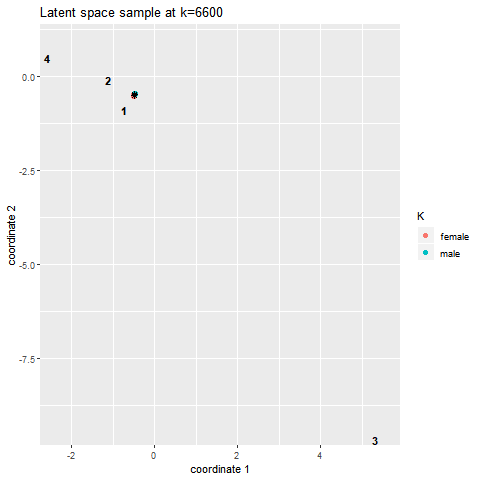 Latent space sample at k=6600
4
2
1
3
0.0
-2.5
-5.0
-7.5
-2
0
2
4
coordinate 1
coordinate 2
K
female
male